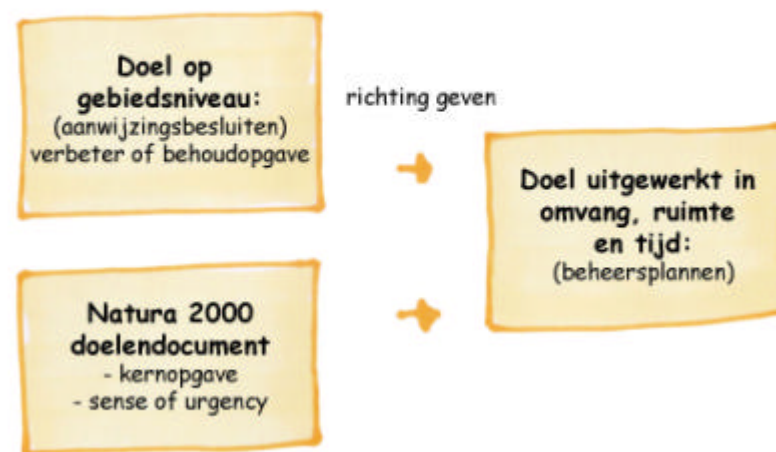 Doel op
gebiedsniveau:
(aanwijzingsbesluiten)
verbeter of behoudopgave
richting geven
Natura 2000
doelendocument
- kernopgave
- sense of urgency
Doel uitgewerkt in
omvang, ruimte
en tijd:
(beheersplannen)